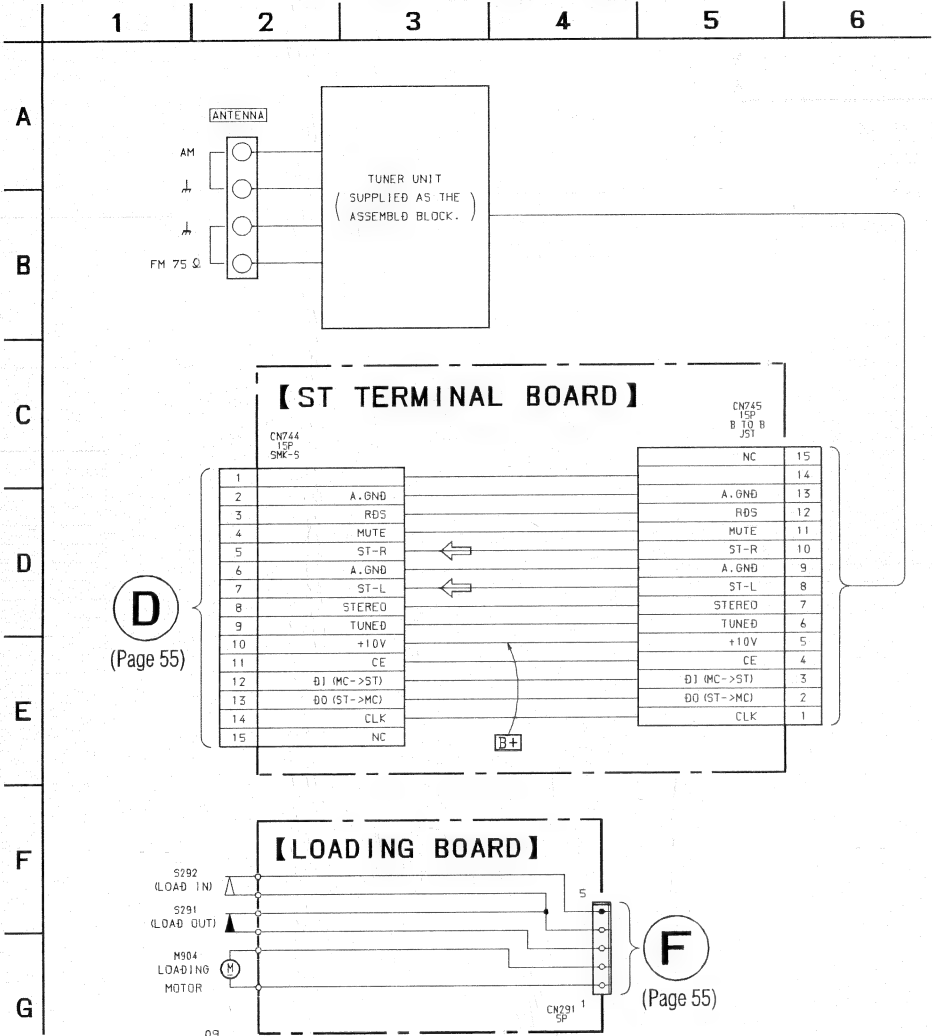 1 2 3 4 5 6
A
ANTENNA
AM
TUNER UNIT
SUPPLIED AS THE
ASSEMBLD BLOCK.
B
FM 75 Ω
C
【ST TERMINAL BOARD】
CN744
15P
SMK-S
CN745
15P
B TO B
JST
NC 15
1 14
2 A.GND A.GND 13
3 RDS RDS 12
4 MUTE MUTE 11
D
5 ST-R ST-R 10
6 A.GND A.GND 9
7 ST-L ST-L 8
8 STEREO STEREO 7
9 TUNED TUNED 6
10 +10V +10V 5
11 CE CE 4
12 DI (MC->ST) DI (MC->ST) 3
13 DO (ST->MC) DO (ST->MC) 2
14 CLK CLK 1
15 NC
D
(Page 55)
E
B+
F
【LOADING BOARD】
S292
(LOAD IN)
S291
(LOAD OUT)
M904
LOADING
MOTOR
M
5
1
CN291
5P
F
(Page 55)
G